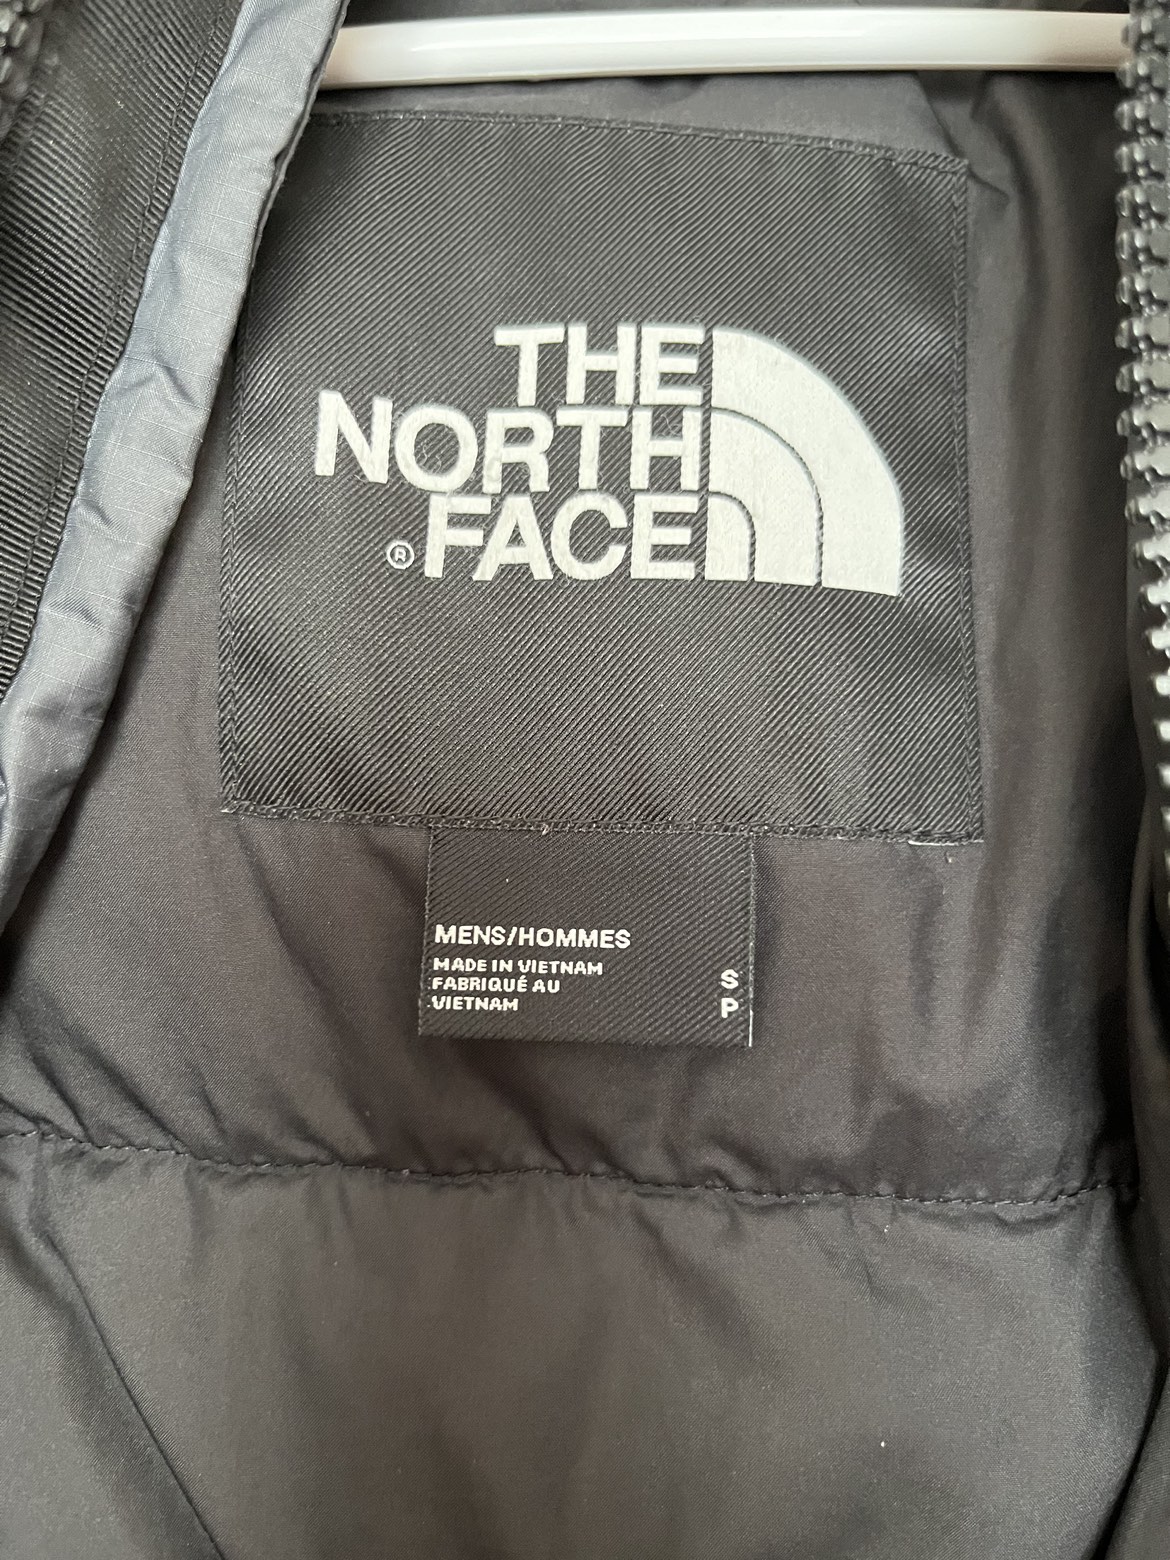 THE
NORTH
® FACE
MENS/HOMMES
MADE IN VIETNAM
FABRIQUÉ AU
VIETNAM
S
P